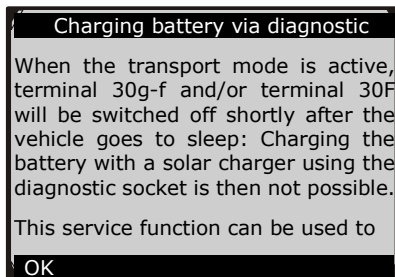 Charging battery via diagnostic
When the transport mode is active,
terminal 30g-f and/or terminal 30F
will be switched off shortly after the
vehicle goes to sleep: Charging the
battery with a solar charger using the
diagnostic socket is then not possible.
This service function can be used to
OK